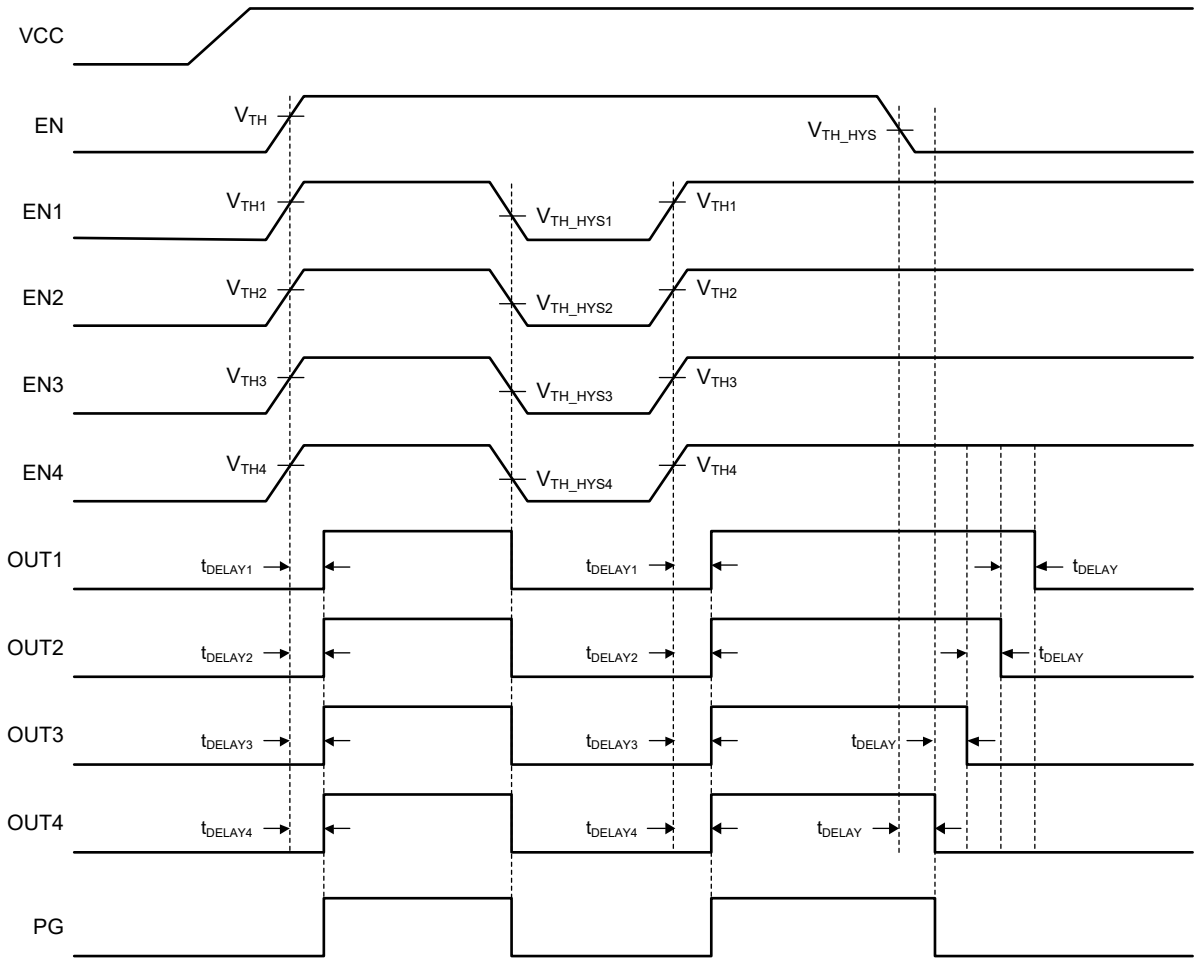 VCC
EN
V_TH
V_TH_HYS
EN1
V_TH1
V_TH_HYS1
V_TH1
EN2
V_TH2
V_TH_HYS2
V_TH2
EN3
V_TH3
V_TH_HYS3
V_TH3
EN4
V_TH4
V_TH_HYS4
V_TH4
OUT1
t_DELAY1
t_DELAY1
t_DELAY
OUT2
t_DELAY2
t_DELAY2
t_DELAY
OUT3
t_DELAY3
t_DELAY3
t_DELAY
OUT4
t_DELAY4
t_DELAY4
t_DELAY
PG